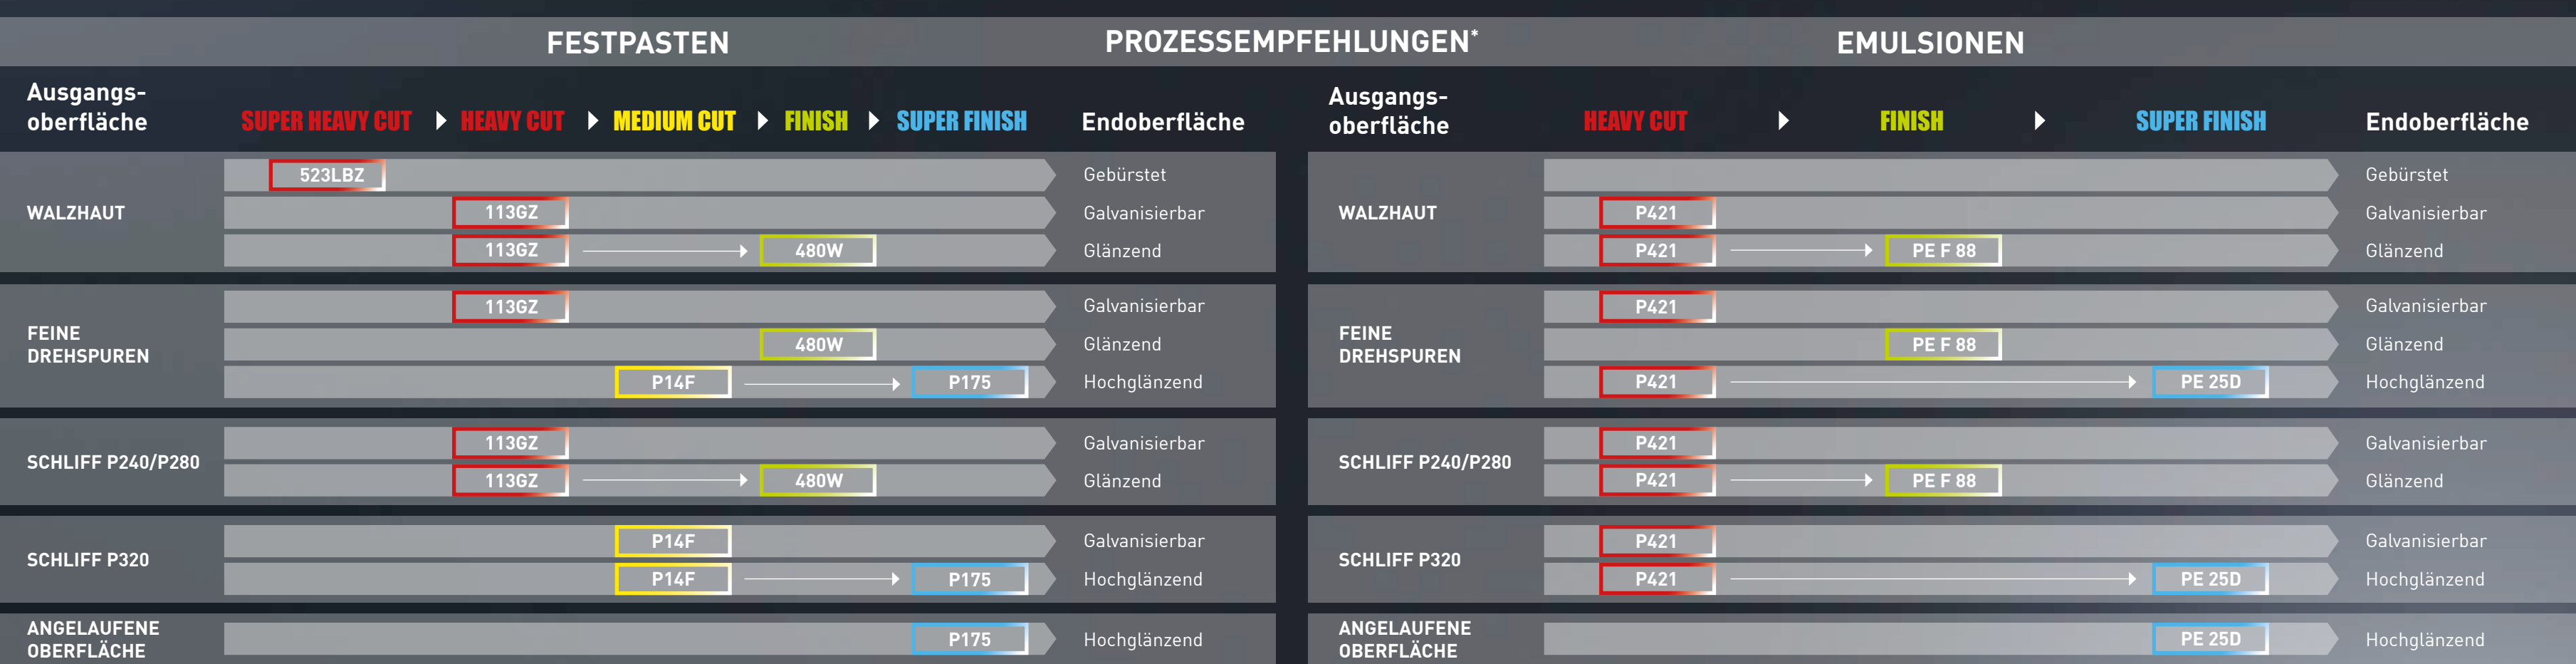 FESTPASTEN PROZESSEMPFEHLUNGEN* EMULSIONEN
Ausgangs-
oberfläche
SUPER HEAVY CUT HEAVY CUT MEDIUM CUT FINISH SUPER FINISH Endoberfläche
WALZHAUT
523LBZ Gebürstet
113GZ Galvanisierbar
113GZ 480W Glänzend
FEINE
DREHSPUREN
113GZ Galvanisierbar
480W Glänzend
P14F P175 Hochglänzend
SCHLIFF P240/P280
113GZ Galvanisierbar
113GZ 480W Glänzend
SCHLIFF P320
P14F Galvanisierbar
P14F P175 Hochglänzend
ANGELAUFENE
OBERFLÄCHE
P175 Hochglänzend
Ausgangs-
oberfläche
HEAVY CUT FINISH SUPER FINISH Endoberfläche
WALZHAUT
Gebürstet
P421 Galvanisierbar
P421 PE F 88 Glänzend
FEINE
DREHSPUREN
P421 Galvanisierbar
PE F 88 Glänzend
P421 PE 25D Hochglänzend
SCHLIFF P240/P280
P421 Galvanisierbar
P421 PE F 88 Glänzend
SCHLIFF P320
P421 Galvanisierbar
P421 PE 25D Hochglänzend
ANGELAUFENE
OBERFLÄCHE
PE 25D Hochglänzend